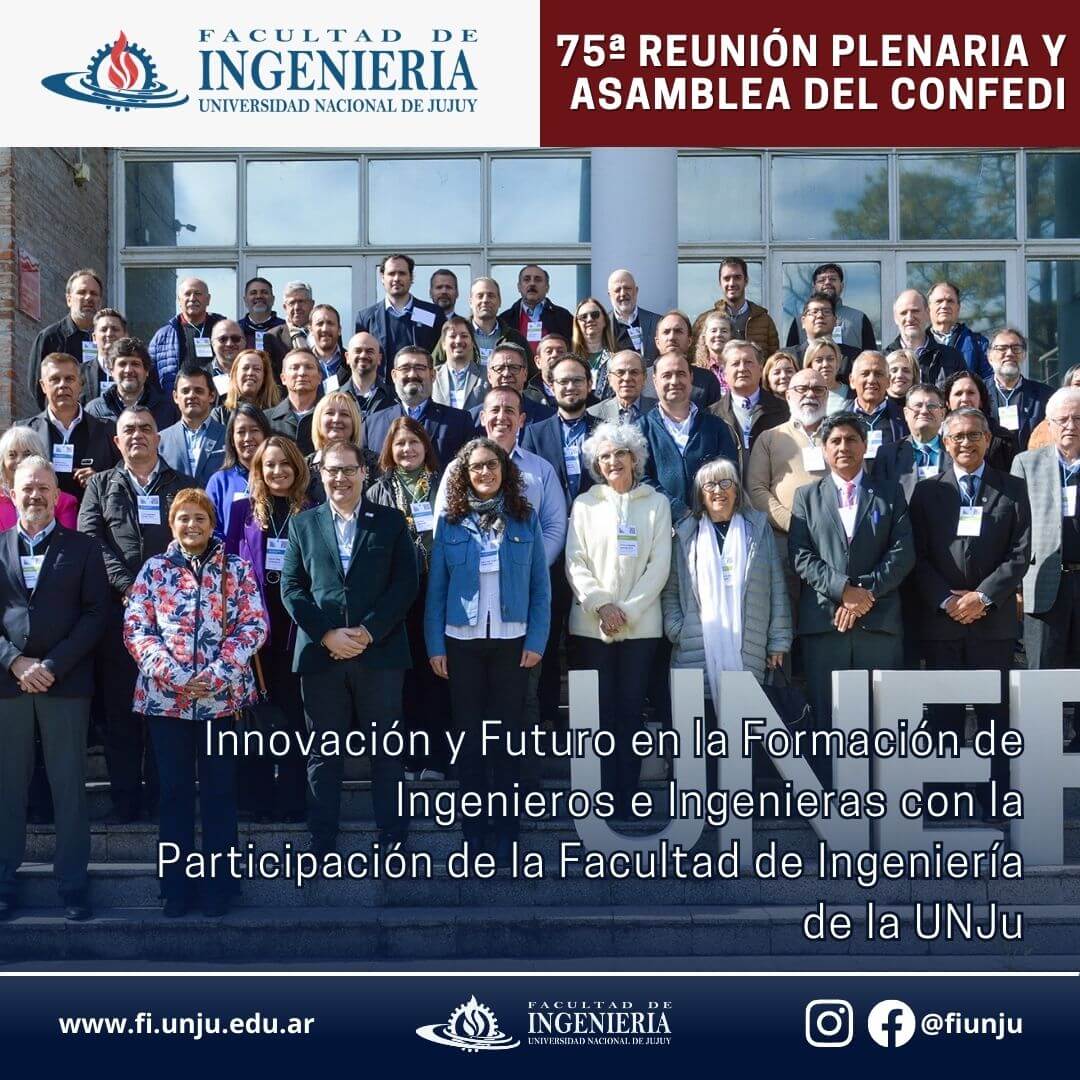 FACULTAD DE
INGENIERIA
UNIVERSIDAD NACIONAL DE JUJUY
75ª REUNIÓN PLENARIA Y
ASAMBLEA DEL CONFEDI
UNER
Innovación y Futuro en la Formación de
Ingenieros e Ingenieras con la
Participación de la Facultad de Ingeniería
de la UNJu
www.fi.unju.edu.ar
FACULTAD DE
INGENIERIA
UNIVERSIDAD NACIONAL DE JUJUY
@fiunju